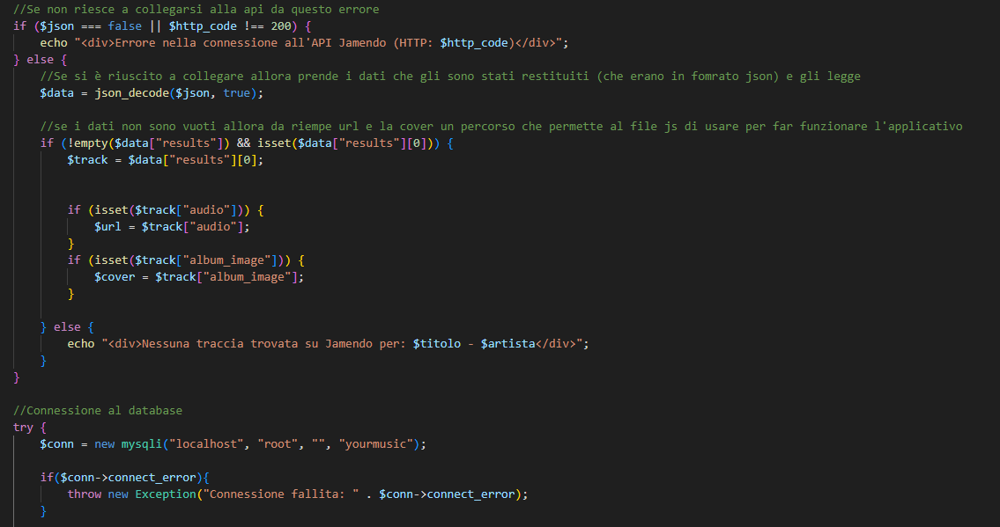 //Se non riesce a collegarsi alla api da questo errore
if ($json === false || $http_code !== 200) {
    echo "<div>Errore nella connessione all'API Jamendo (HTTP: $http_code)</div>";
} else {
    //Se si è riuscito a collegare allora prende i dati che gli sono stati restituiti (che erano in fomrato json) e gli legge
    $data = json_decode($json, true);

    //se i dati non sono vuoti allora da riempe url e la cover un percorso che permette al file js di usare per far funzionare l'applicativo
    if (!empty($data["results"]) && isset($data["results"][0])) {
        $track = $data["results"][0];


        if (isset($track["audio"])) {
            $url = $track["audio"];
        }
        if (isset($track["album_image"])) {
            $cover = $track["album_image"];
        }

    } else {
        echo "<div>Nessuna traccia trovata su Jamendo per: $titolo - $artista</div>";
    }
}

//Connessione al database
try {
    $conn = new mysqli("localhost", "root", "", "yourmusic");

    if($conn->connect_error){
        throw new Exception("Connessione fallita: " . $conn->connect_error);
    }